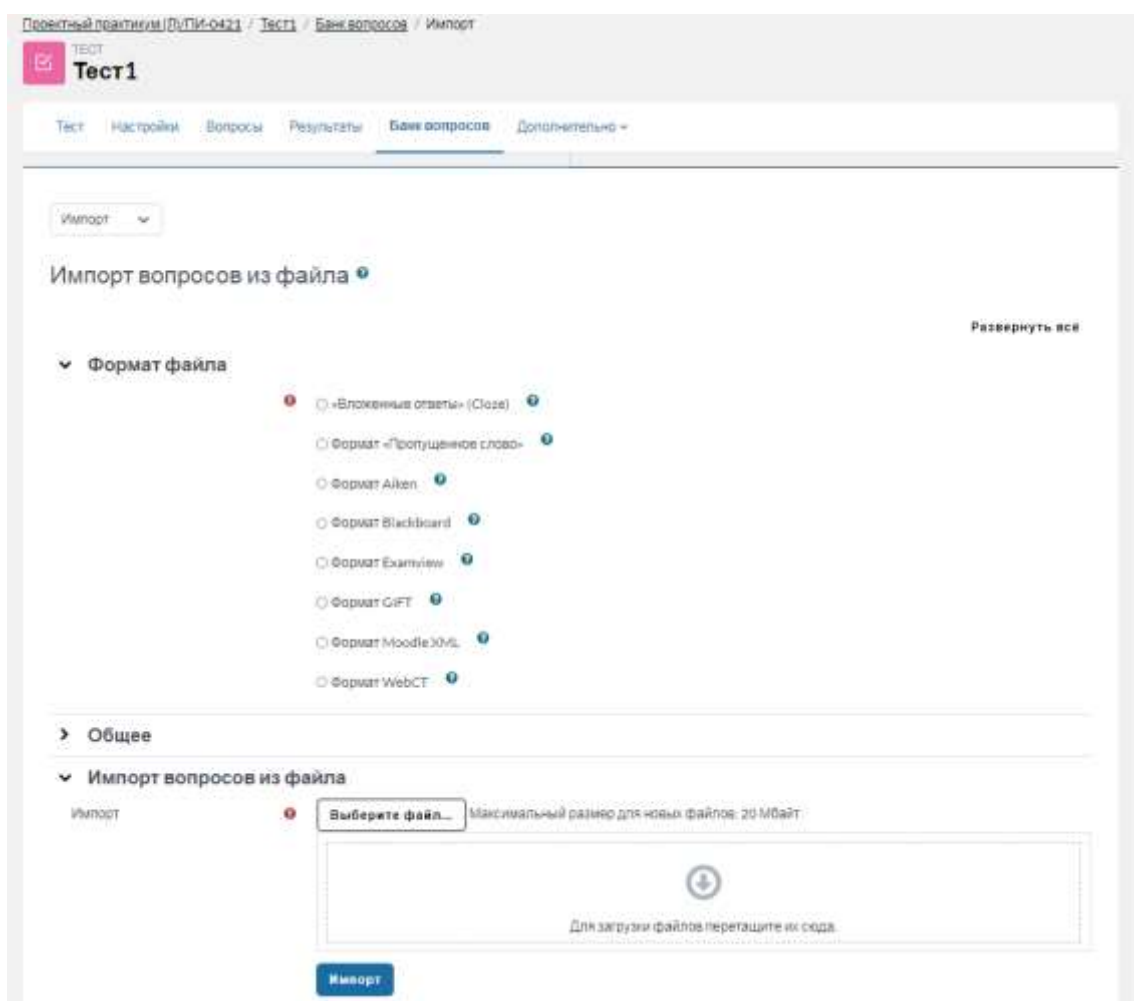 Проектный практикум (Л)/ПИ-0421 / Тест1 / Банк вопросов / Импорт
ТЕСТ
Тест1
Тест Настройки Вопросы Результаты Банк вопросов Дополнительно
Импорт
Импорт вопросов из файла
Развернуть всё
Формат файла
«Вложенные ответы» (Cloze)
Формат «Пропущенное слово»
Формат Aiken
Формат Blackboard
Формат Examview
Формат GIFT
Формат Moodle XML
Формат WebCT
Общее
Импорт вопросов из файла
Импорт Выберите файл... Максимальный размер для новых файлов: 20 Мбайт
Для загрузки файлов перетащите их сюда.
Импорт